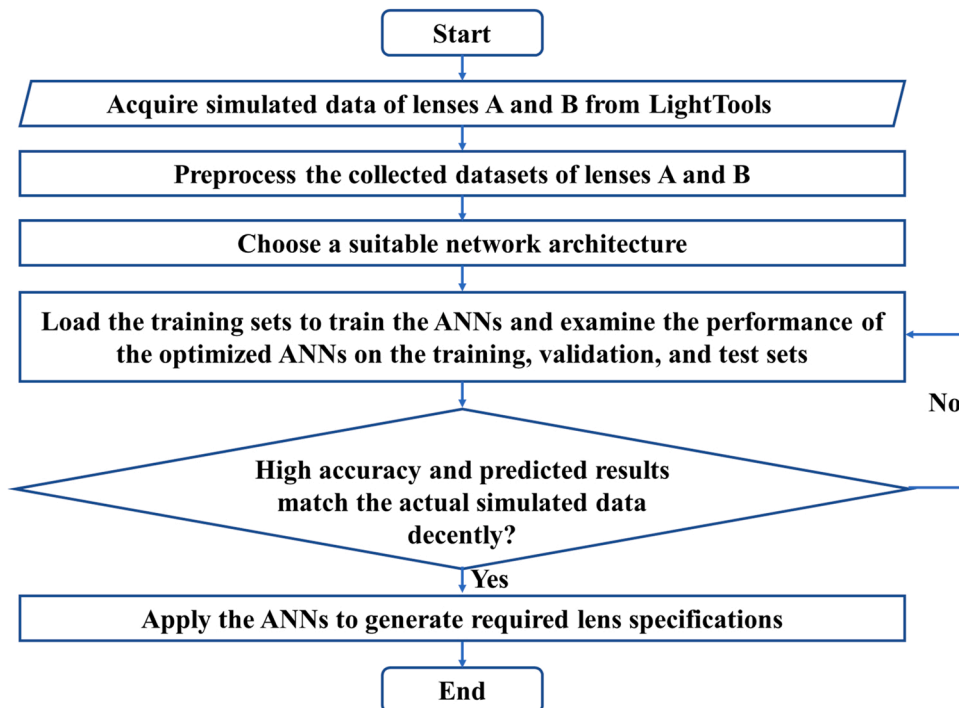 Start
Acquire simulated data of lenses A and B from LightTools
Preprocess the collected datasets of lenses A and B
Choose a suitable network architecture
Load the training sets to train the ANNs and examine the performance of
the optimized ANNs on the training, validation, and test sets
No
High accuracy and predicted results
match the actual simulated data
decently?
Yes
Apply the ANNs to generate required lens specifications
End